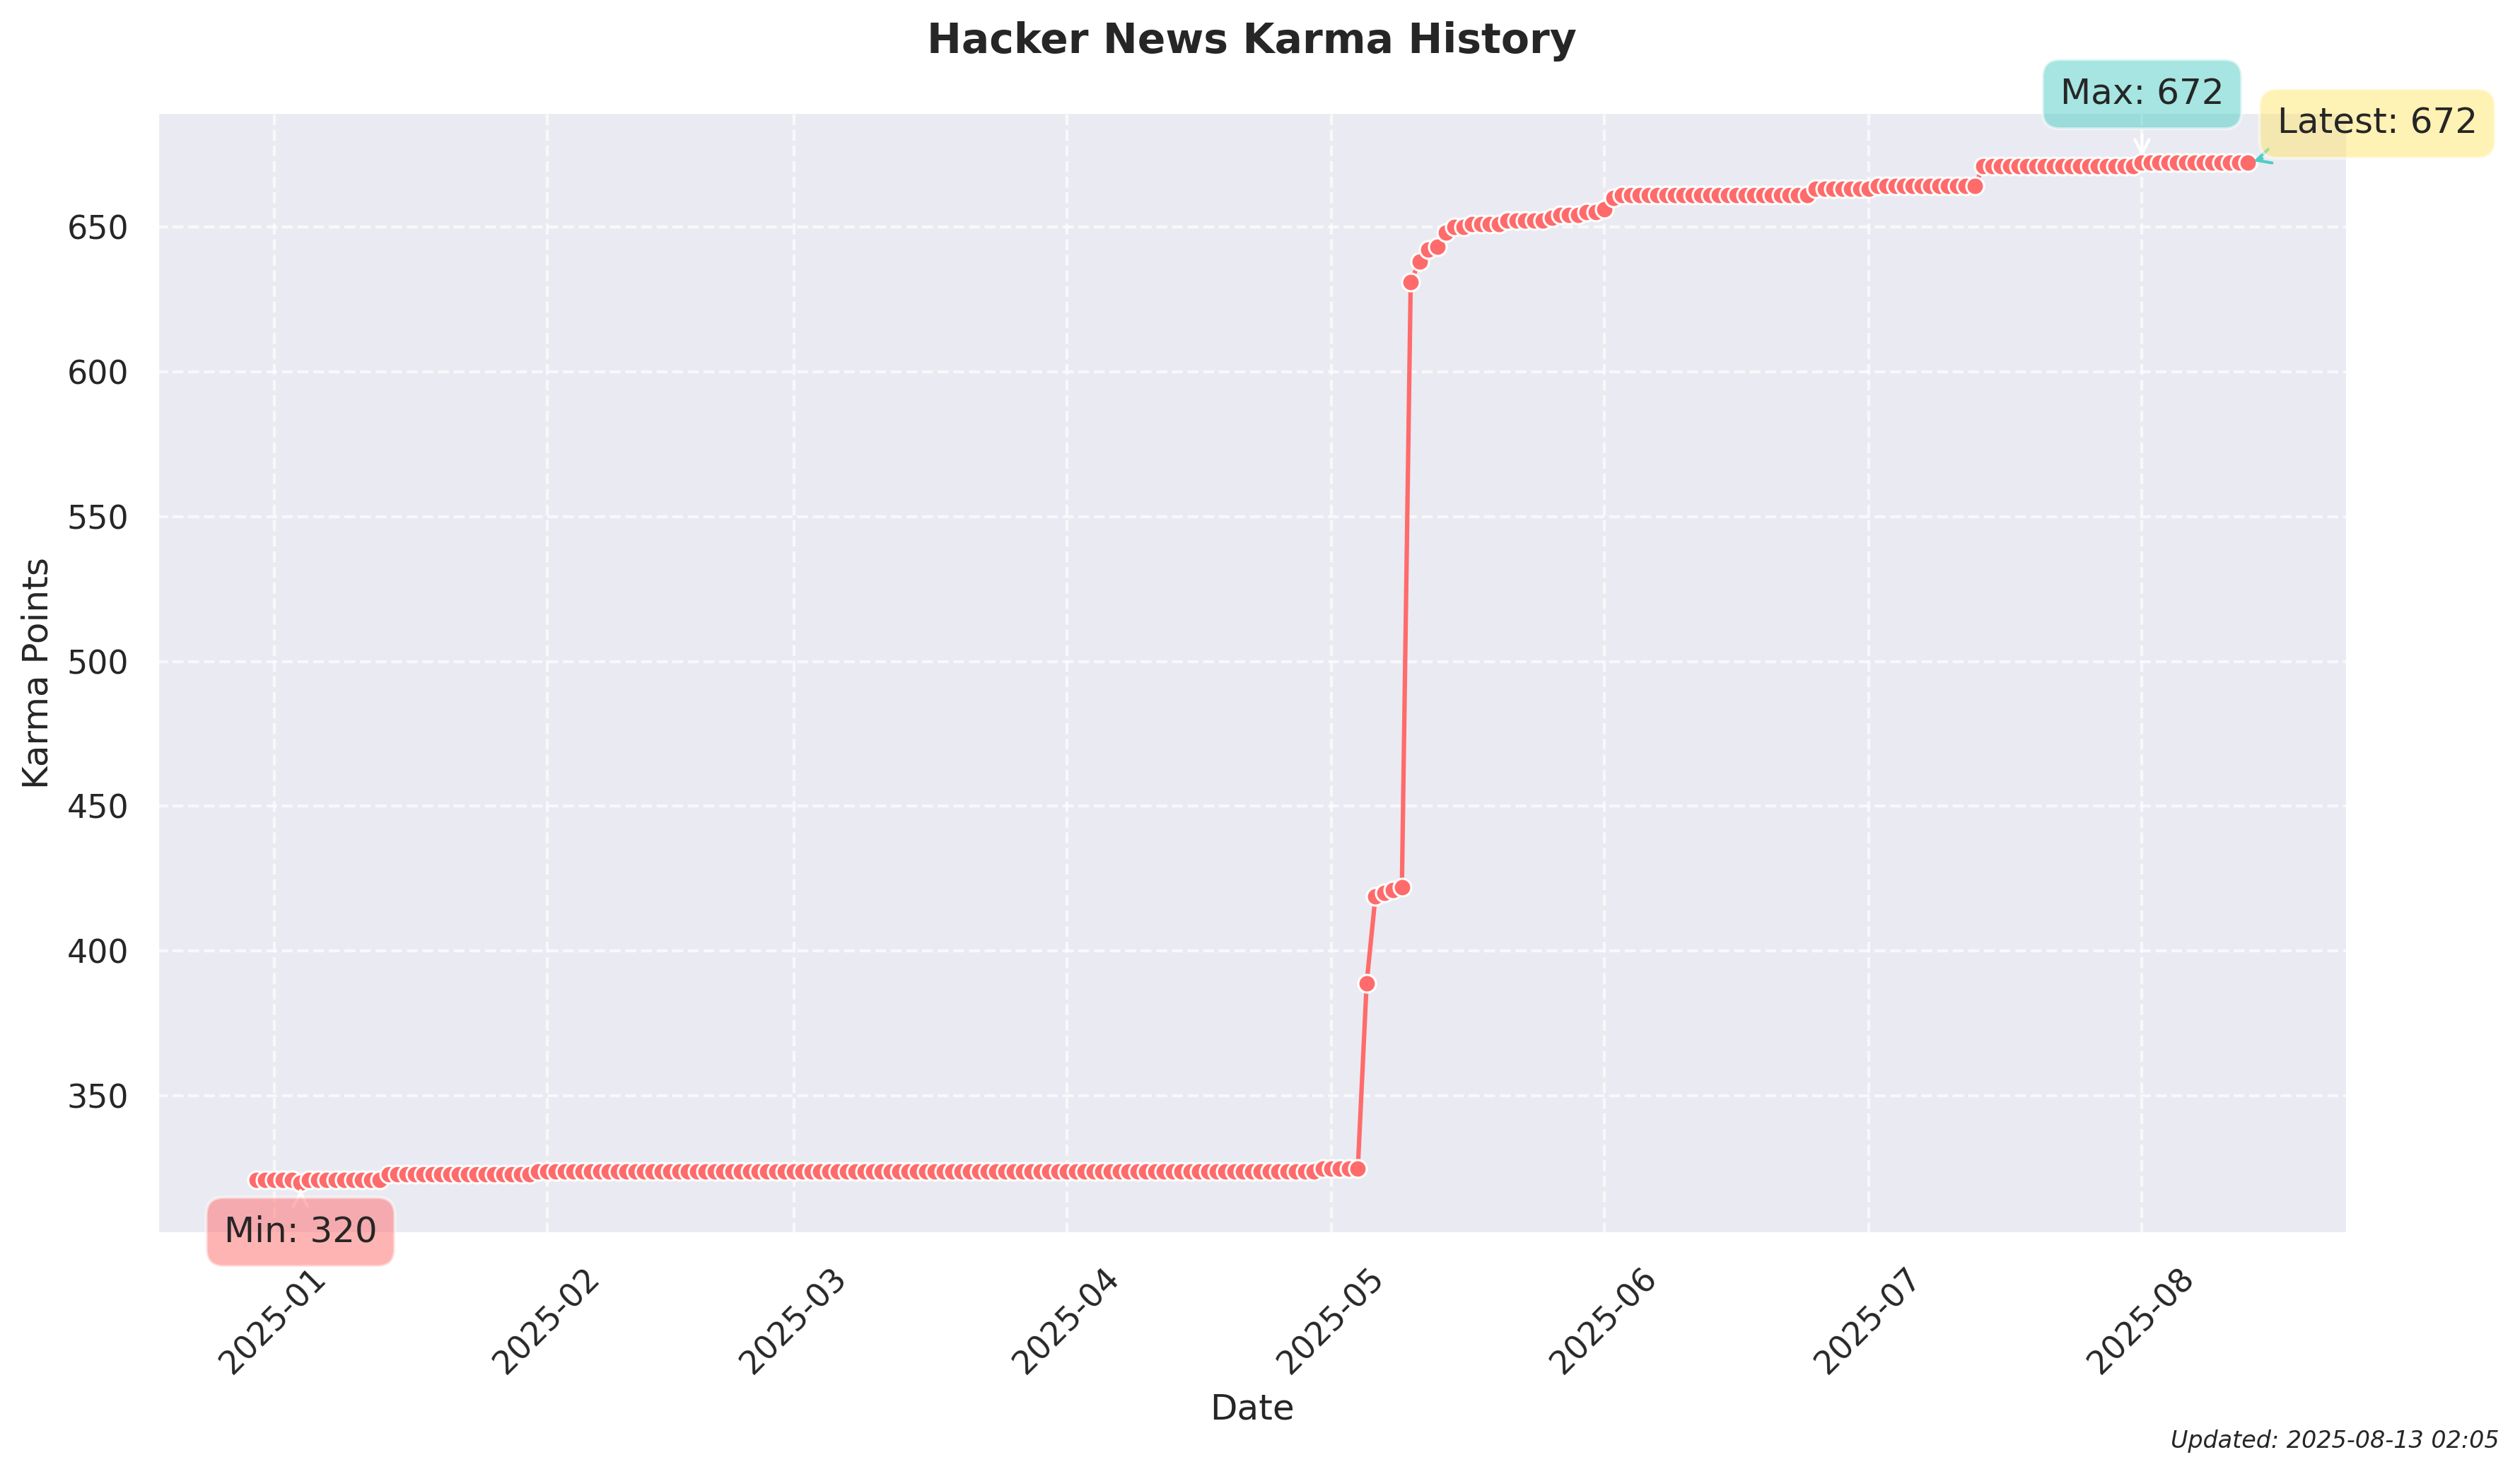 Hacker News Karma History
Max: 672
Latest: 672
650
600
550
500
450
400
350
Karma Points
Min: 320
2025-01
2025-02
2025-03
2025-04
2025-05
2025-06
2025-07
2025-08
Date
Updated: 2025-08-13 02:05